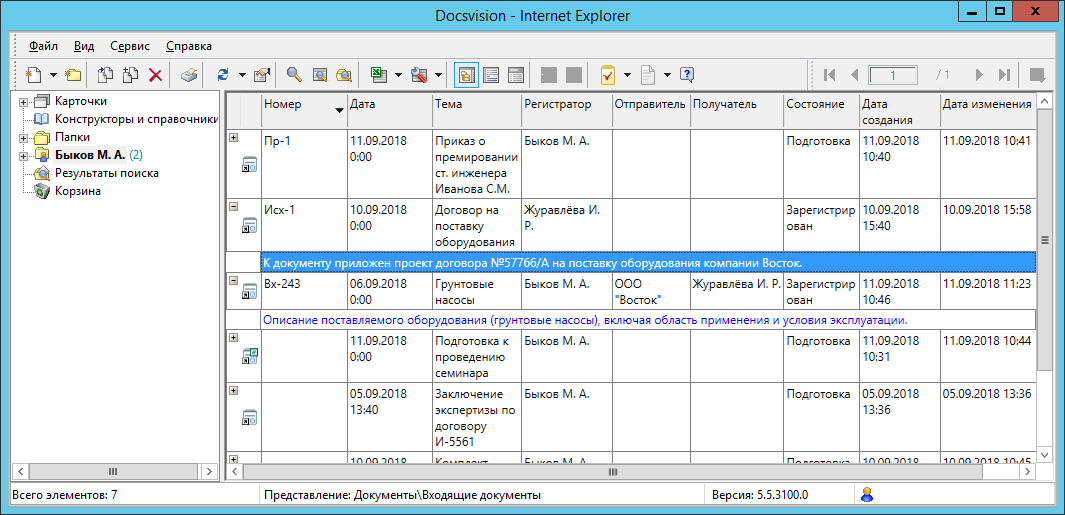 Docsvision - Internet Explorer
Файл Вид Сервис Справка
1 / 1
Карточки
Конструкторы и справочники
Папки
Быков М. А. (2)
Результаты поиска
Корзина
Номер Дата Тема Регистратор Отправитель Получатель Состояние Дата создания Дата изменения
Пр-1 11.09.2018 0:00 Приказ о премировании ст. инженера Иванова С.М. Быков М. А. Подготовка 11.09.2018 10:40 11.09.2018 10:41
Исх-1 10.09.2018 0:00 Договор на поставку оборудования Журавлёва И. Р. Зарегистрирован 10.09.2018 15:40 10.09.2018 15:58
К документу приложен проект договора №57766/А на поставку оборудования компании Восток.
Вх-243 06.09.2018 0:00 Грунтовые насосы Быков М. А. ООО "Восток" Журавлёва И. Р. Зарегистрирован 11.09.2018 10:46 11.09.2018 11:23
Описание поставляемого оборудования (грунтовые насосы), включая область применения и условия эксплуатации.
11.09.2018 0:00 Подготовка к проведению семинара Быков М. А. Подготовка 11.09.2018 10:31 11.09.2018 10:44
05.09.2018 13:40 Заключение экспертизы по договору И-5561 Быков М. А. Подготовка 05.09.2018 13:36 05.09.2018 13:36
10.09.2018 Комплект Быков М. А. Подготовка 11.09.2018 11.09.2018 10:45
Всего элементов: 7 Представление: Документы\Входящие документы Версия: 5.5.3100.0